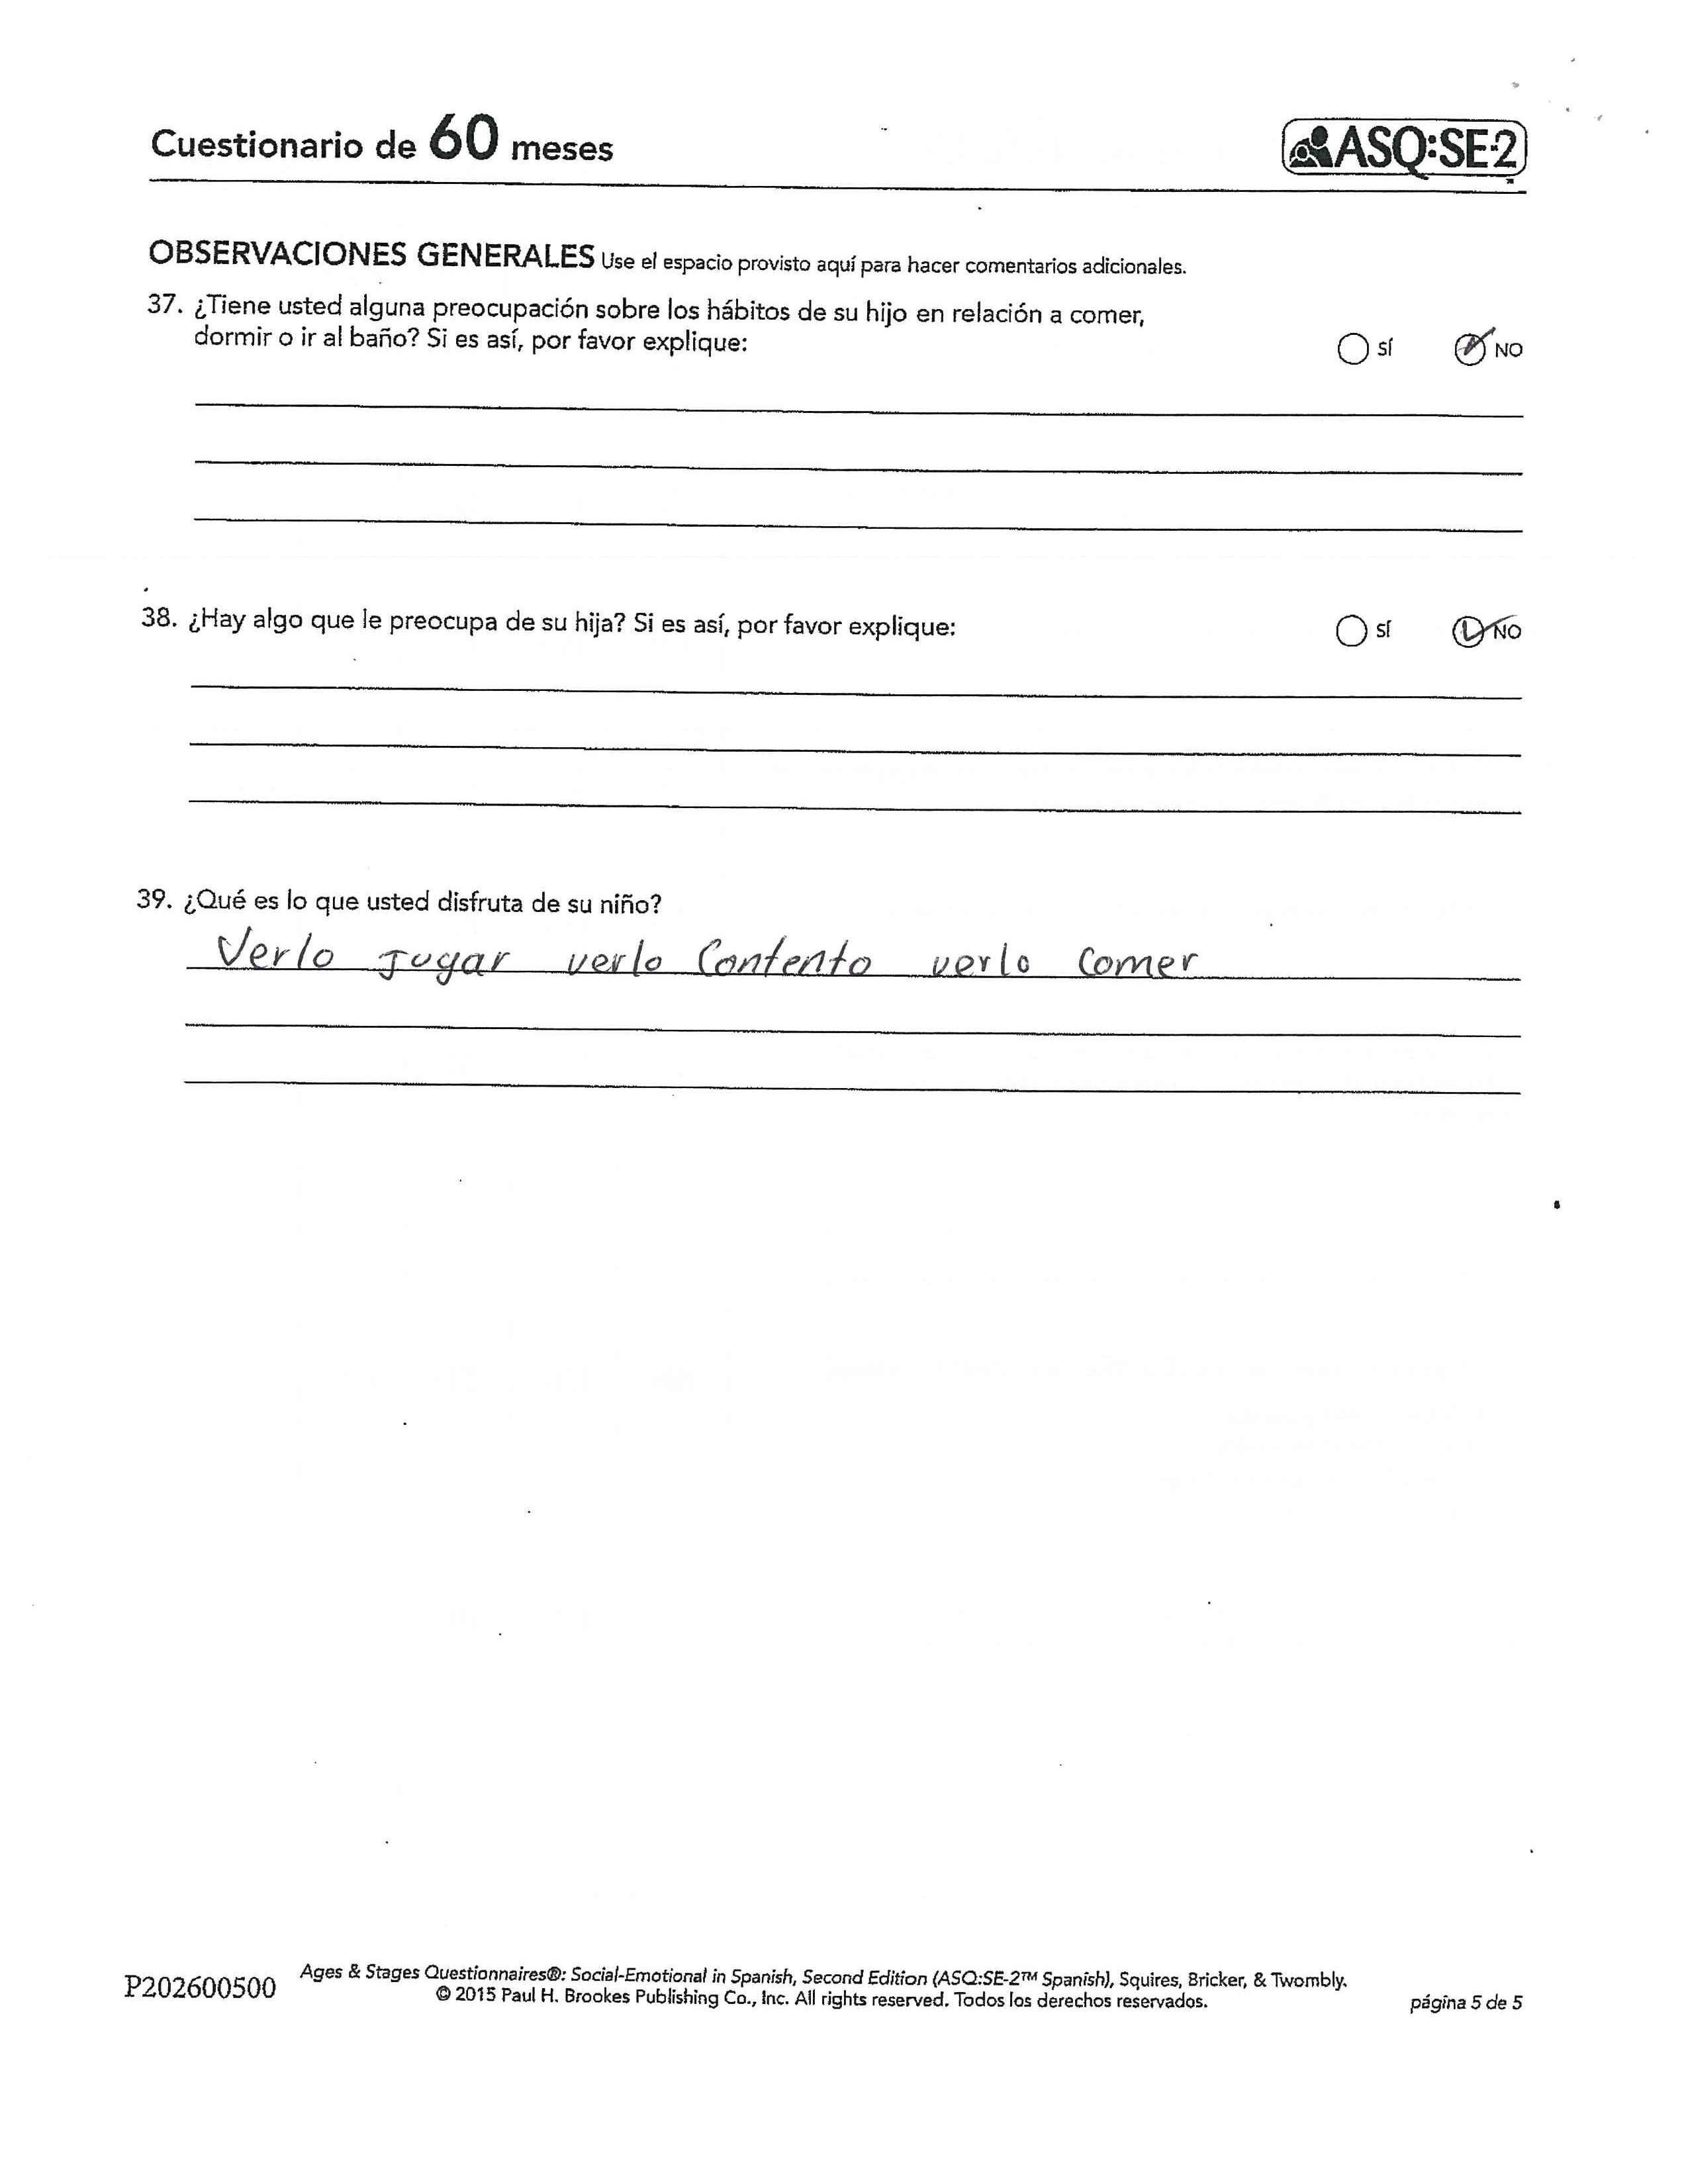 Cuestionario de 60 meses
ASQ:SE-2
OBSERVACIONES GENERALES Use el espacio provisto aquí para hacer comentarios adicionales.
37. ¿Tiene usted alguna preocupación sobre los hábitos de su hijo en relación a comer,
dormir o ir al baño? Si es así, por favor explique:
SÍ NO
38. ¿Hay algo que le preocupa de su hija? Si es así, por favor explique:
SÍ NO
39. ¿Qué es lo que usted disfruta de su niño?
Verlo Jugar verlo Contento verlo Comer
P202600500
Ages & Stages Questionnaires®: Social-Emotional in Spanish, Second Edition (ASQ:SE-2™ Spanish), Squires, Bricker, & Twombly.
© 2015 Paul H. Brookes Publishing Co., Inc. All rights reserved. Todos los derechos reservados.
página 5 de 5